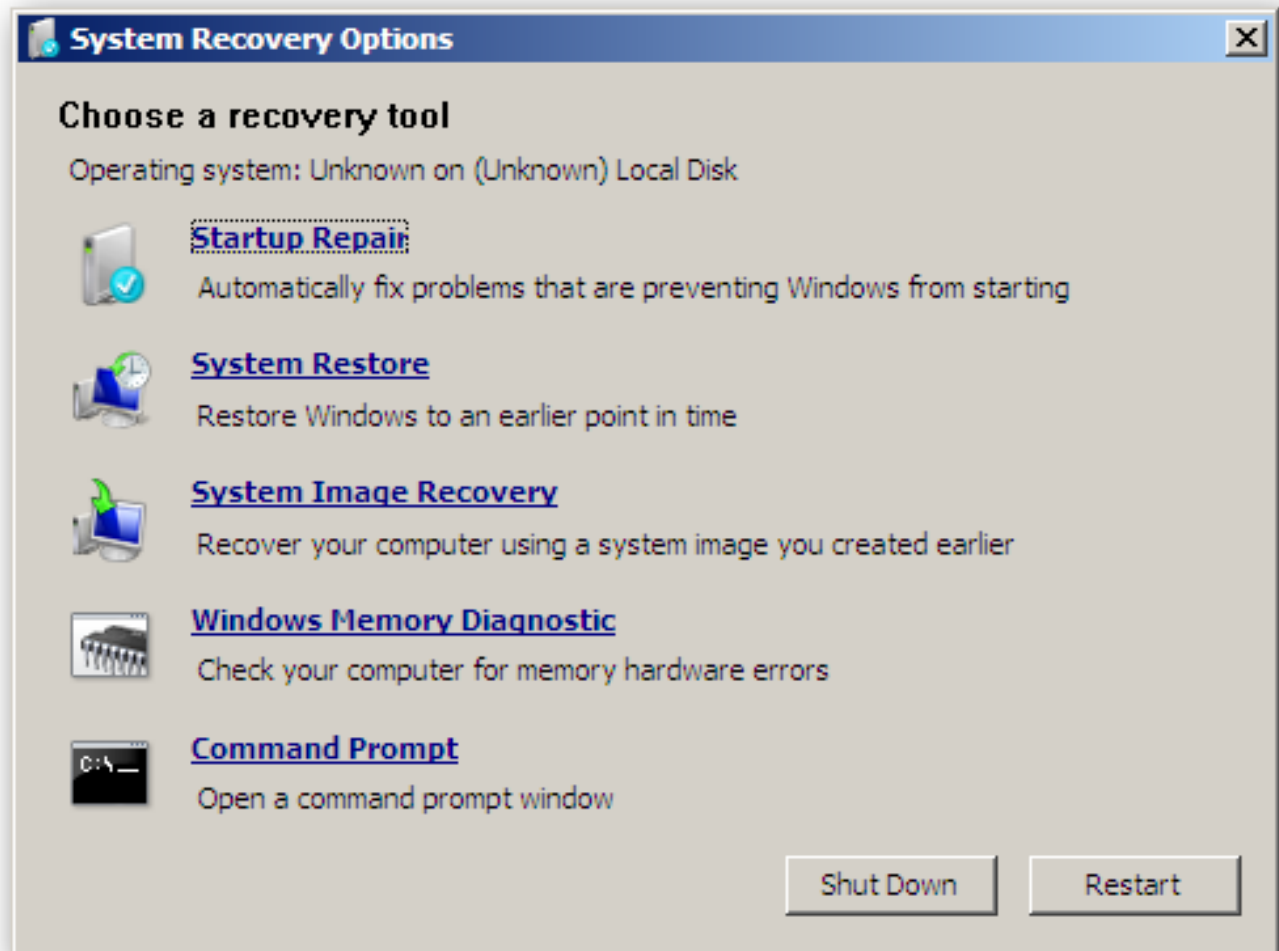 System Recovery Options
Choose a recovery tool
Operating system: Unknown on (Unknown) Local Disk
Startup Repair
Automatically fix problems that are preventing Windows from starting
System Restore
Restore Windows to an earlier point in time
System Image Recovery
Recover your computer using a system image you created earlier
Windows Memory Diagnostic
Check your computer for memory hardware errors
C:\_
Command Prompt
Open a command prompt window
Shut Down
Restart